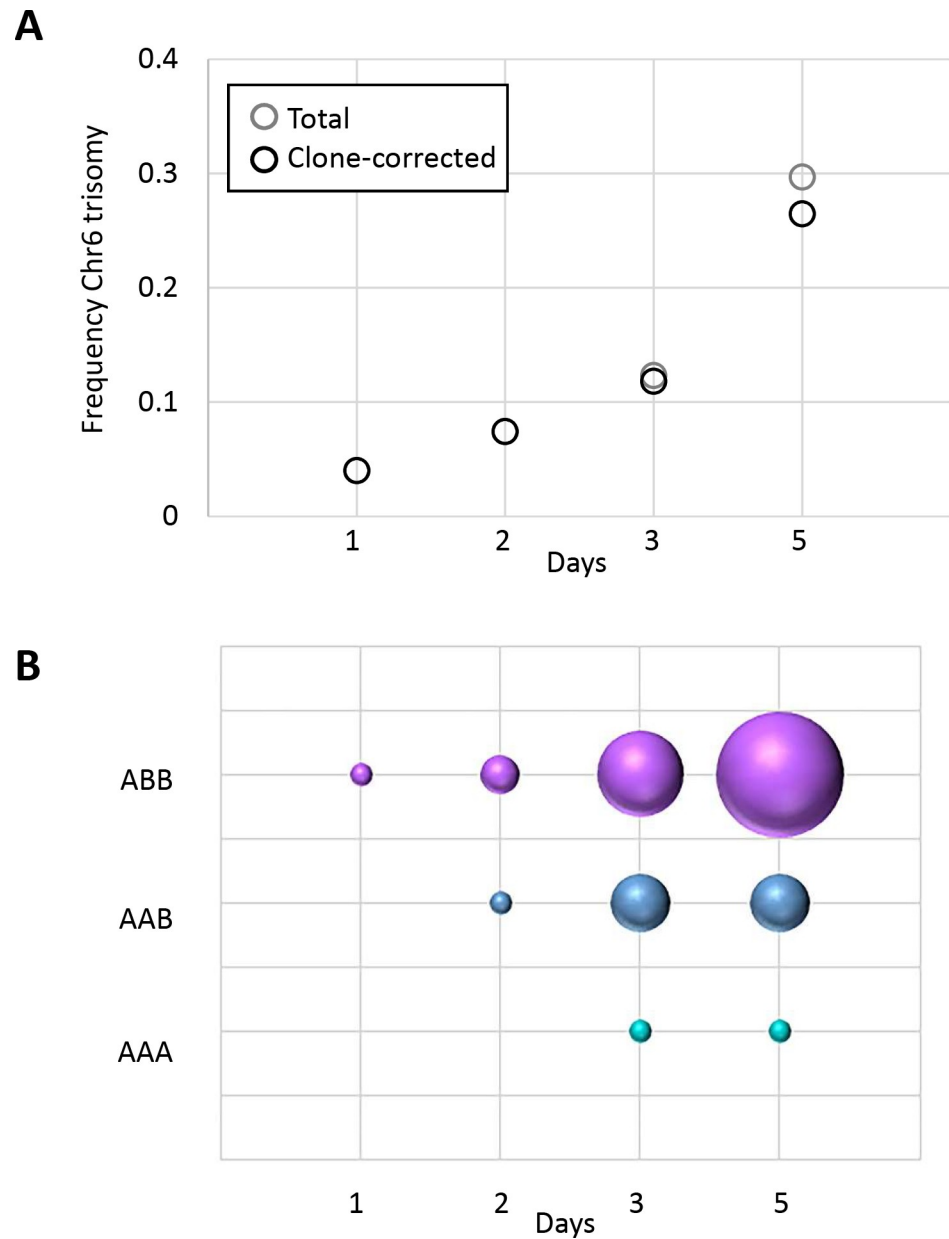 A
0.4
0.3
0.2
0.1
0
Frequency Chr6 trisomy
Total
Clone-corrected
1 2 3 5
Days
B
ABB
AAB
AAA
1 2 3 5
Days